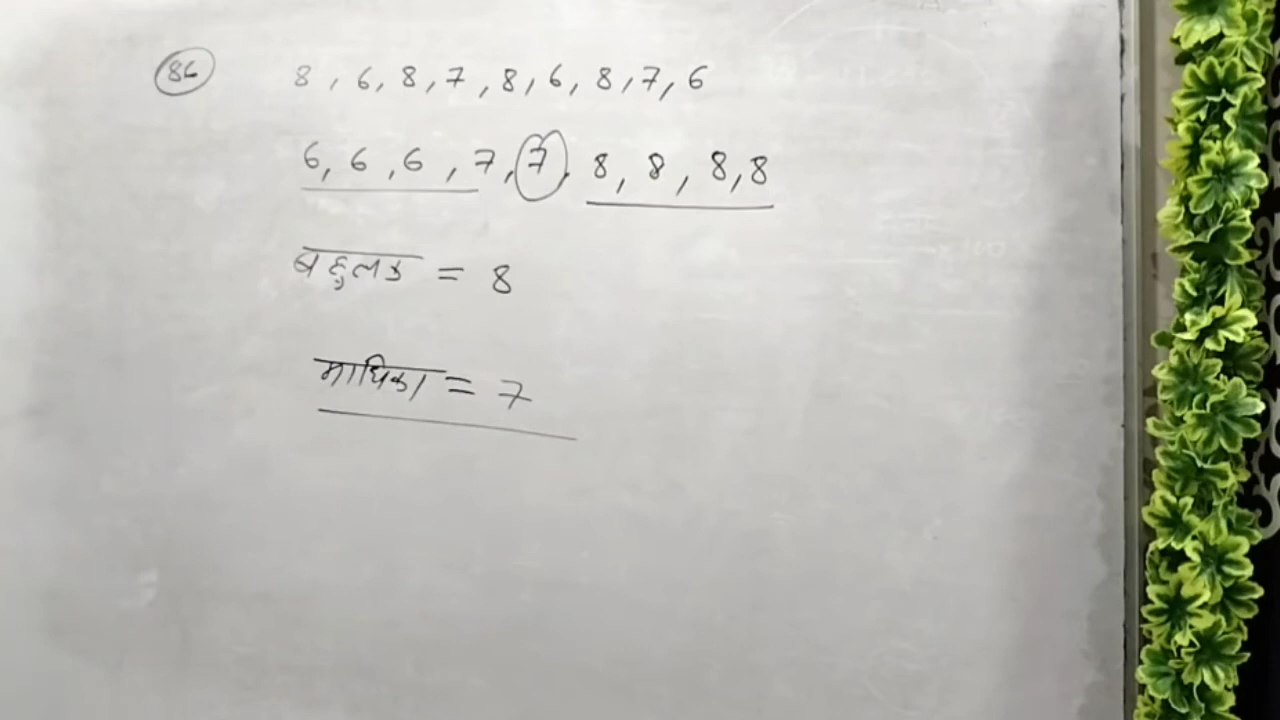 86 8, 6, 8, 7, 8, 6, 8, 7, 6
6, 6, 6, 7, 7, 8, 8, 8, 8
बहुलक = 8
माधिका = 7